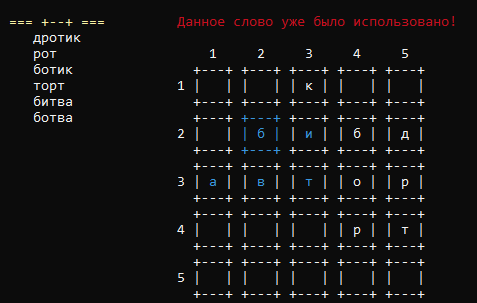 === +--+ ===
дротик
рот
ботик
торт
битва
ботва
Данное слово уже было использовано!
1 2 3 4 5
+---+ +---+ +---+ +---+ +---+
1 | | | | | к | | | | |
+---+ +---+ +---+ +---+ +---+
+---+ +---+ +---+ +---+ +---+
2 | | | б | | и | | б | | д |
+---+ +---+ +---+ +---+ +---+
+---+ +---+ +---+ +---+ +---+
3 | а | | в | | т | | о | | р |
+---+ +---+ +---+ +---+ +---+
+---+ +---+ +---+ +---+ +---+
4 | | | | | | | р | | т |
+---+ +---+ +---+ +---+ +---+
+---+ +---+ +---+ +---+ +---+
5 | | | | | | | | | |
+---+ +---+ +---+ +---+ +---+